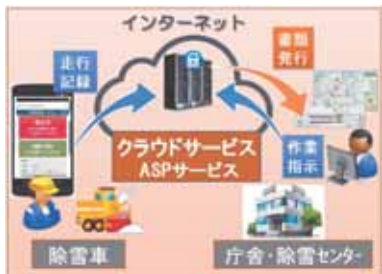 インターネット
走行
記録
書類
発行
クラウドサービス
ASPサービス
作業
指示
除雪車
庁舎・除雪センター